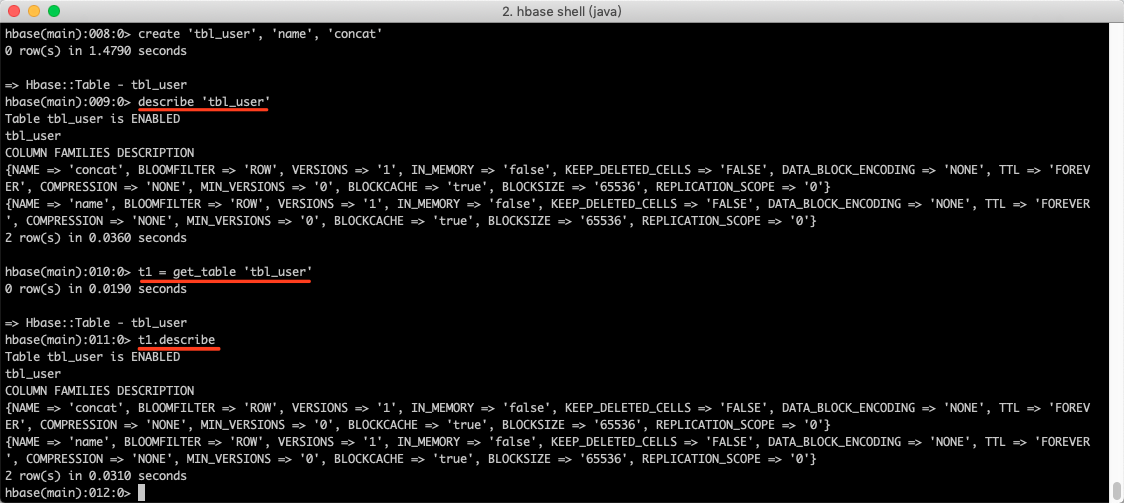 2. hbase shell (java)
hbase(main):008:0> create 'tbl_user', 'name', 'concat'
0 row(s) in 1.4790 seconds
=> Hbase::Table - tbl_user
hbase(main):009:0> describe 'tbl_user'
Table tbl_user is ENABLED
tbl_user
COLUMN FAMILIES DESCRIPTION
{NAME => 'concat', BLOOMFILTER => 'ROW', VERSIONS => '1', IN_MEMORY => 'false', KEEP_DELETED_CELLS => 'FALSE', DATA_BLOCK_ENCODING => 'NONE', TTL => 'FOREV
ER', COMPRESSION => 'NONE', MIN_VERSIONS => '0', BLOCKCACHE => 'true', BLOCKSIZE => '65536', REPLICATION_SCOPE => '0'}
{NAME => 'name', BLOOMFILTER => 'ROW', VERSIONS => '1', IN_MEMORY => 'false', KEEP_DELETED_CELLS => 'FALSE', DATA_BLOCK_ENCODING => 'NONE', TTL => 'FOREVER
', COMPRESSION => 'NONE', MIN_VERSIONS => '0', BLOCKCACHE => 'true', BLOCKSIZE => '65536', REPLICATION_SCOPE => '0'}
2 row(s) in 0.0360 seconds
hbase(main):010:0> t1 = get_table 'tbl_user'
0 row(s) in 0.0190 seconds
=> Hbase::Table - tbl_user
hbase(main):011:0> t1.describe
Table tbl_user is ENABLED
tbl_user
COLUMN FAMILIES DESCRIPTION
{NAME => 'concat', BLOOMFILTER => 'ROW', VERSIONS => '1', IN_MEMORY => 'false', KEEP_DELETED_CELLS => 'FALSE', DATA_BLOCK_ENCODING => 'NONE', TTL => 'FOREV
ER', COMPRESSION => 'NONE', MIN_VERSIONS => '0', BLOCKCACHE => 'true', BLOCKSIZE => '65536', REPLICATION_SCOPE => '0'}
{NAME => 'name', BLOOMFILTER => 'ROW', VERSIONS => '1', IN_MEMORY => 'false', KEEP_DELETED_CELLS => 'FALSE', DATA_BLOCK_ENCODING => 'NONE', TTL => 'FOREVER
', COMPRESSION => 'NONE', MIN_VERSIONS => '0', BLOCKCACHE => 'true', BLOCKSIZE => '65536', REPLICATION_SCOPE => '0'}
2 row(s) in 0.0310 seconds
hbase(main):012:0>